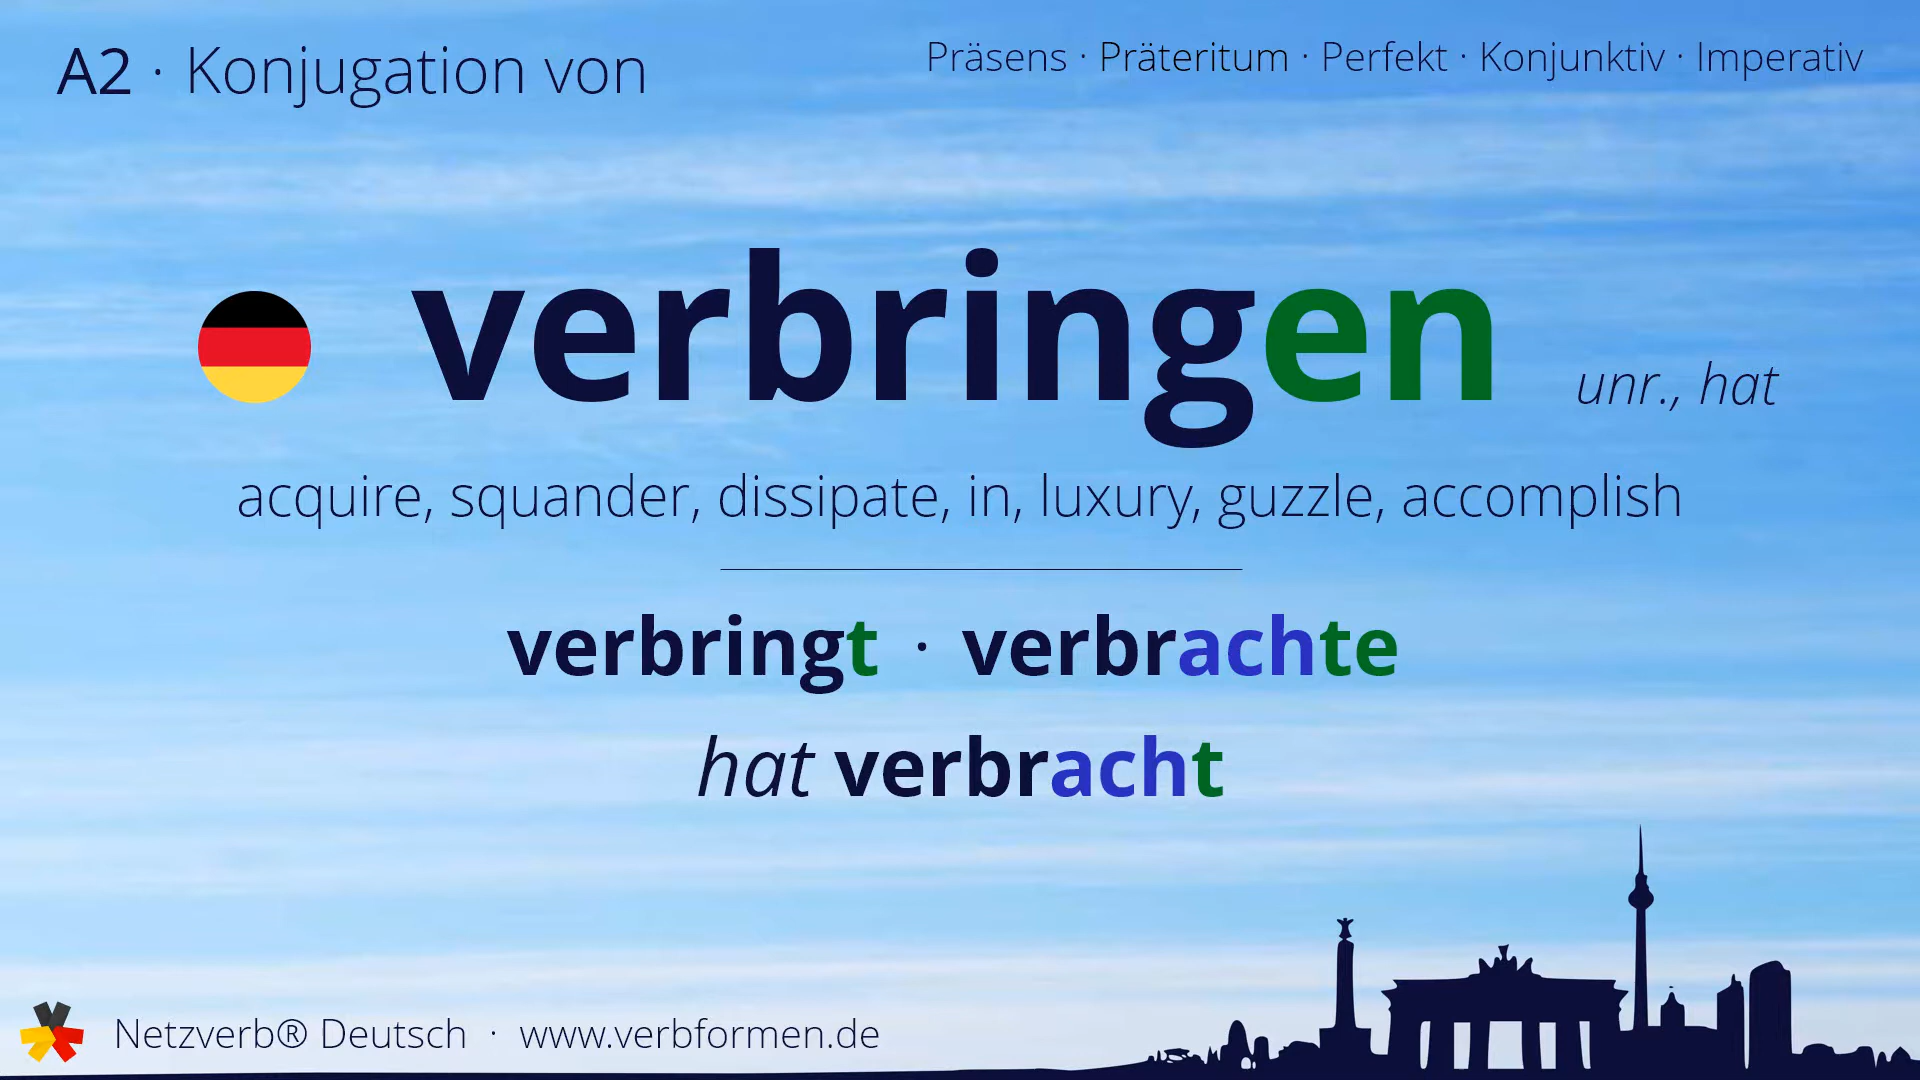 A2 · Konjugation von
Präsens · Präteritum · Perfekt · Konjunktiv · Imperativ
verbringen unr., hat
acquire, squander, dissipate, in, luxury, guzzle, accomplish
verbringt · verbrachte
hat verbracht
Netzverb® Deutsch · www.verbformen.de